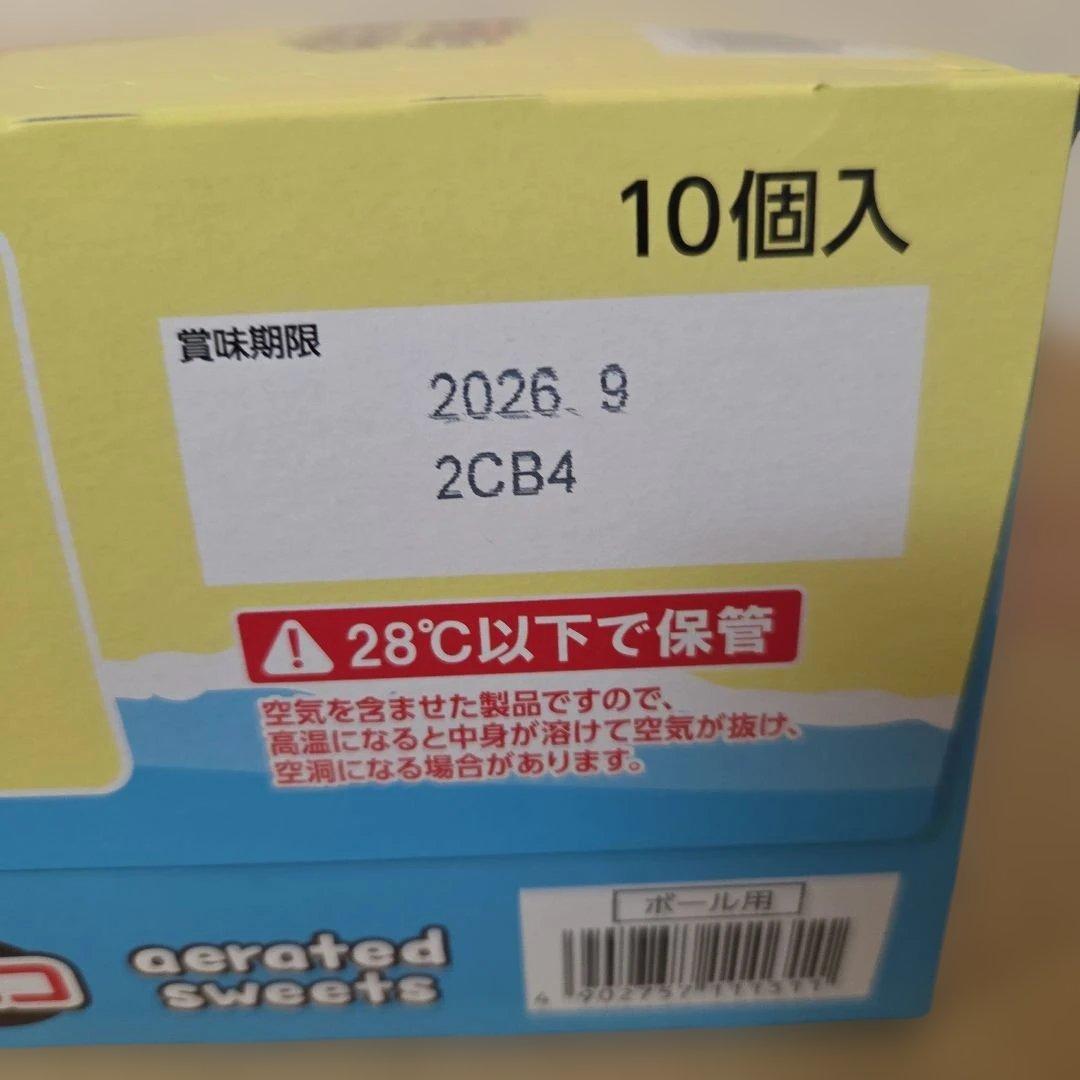 10個入
賞味期限
2026. 9
2CB4
28℃以下で保管
空気を含ませた製品ですので、
高温になると中身が溶けて空気が抜け、
空洞になる場合があります。
ボール用
aerated
sweets